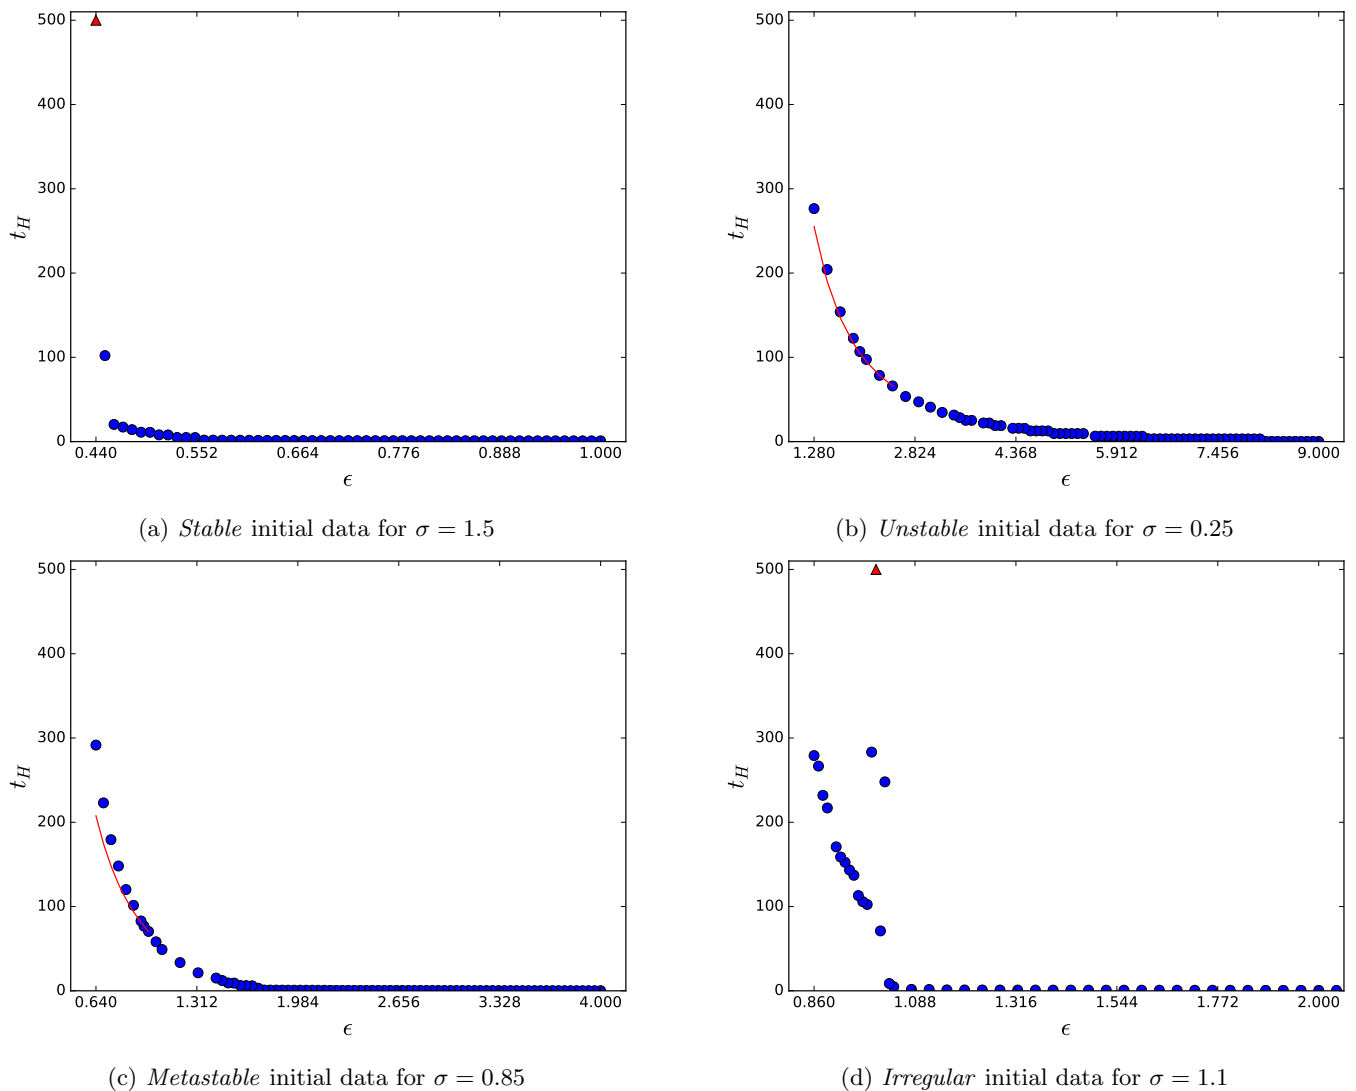 500
400
300
200
100
0
t_H
0.440 0.552 0.664 0.776 0.888 1.000
ϵ
(a) Stable initial data for σ = 1.5
500
400
300
200
100
0
t_H
1.280 2.824 4.368 5.912 7.456 9.000
ϵ
(b) Unstable initial data for σ = 0.25
500
400
300
200
100
0
t_H
0.640 1.312 1.984 2.656 3.328 4.000
ϵ
(c) Metastable initial data for σ = 0.85
500
400
300
200
100
0
t_H
0.860 1.088 1.316 1.544 1.772 2.000
ϵ
(d) Irregular initial data for σ = 1.1